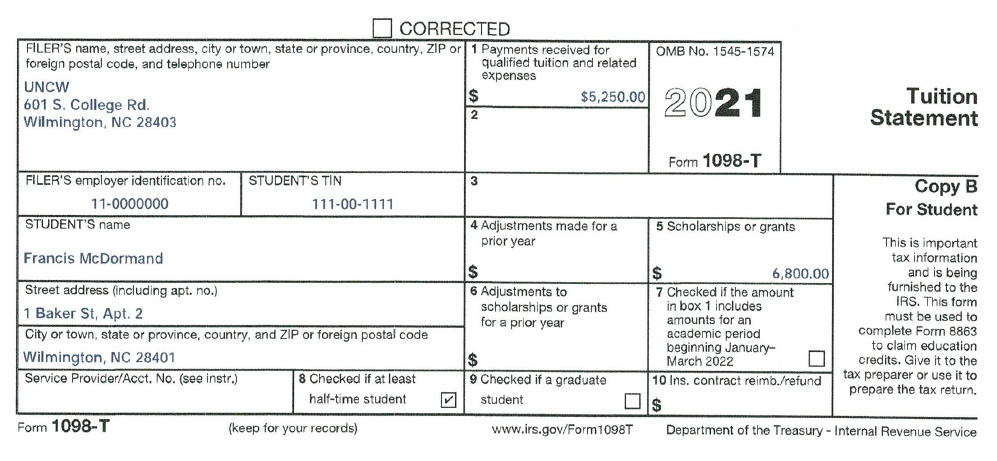 CORRECTED
FILER'S name, street address, city or town, state or province, country, ZIP or
foreign postal code, and telephone number
UNCW
601 S. College Rd.
Wilmington, NC 28403
1 Payments received for
qualified tuition and related
expenses
$ $5,250.00
2
OMB No. 1545-1574
2021
Form 1098-T
Tuition
Statement
FILER'S employer identification no.
11-0000000
STUDENT'S TIN
111-00-1111
3
Copy B
For Student
STUDENT'S name
Francis McDormand
4 Adjustments made for a
prior year
$
5 Scholarships or grants
$ 6,800.00
This is important
tax information
and is being
furnished to the
IRS. This form
must be used to
complete Form 8863
to claim education
credits. Give it to the
tax preparer or use it to
prepare the tax return.
Street address (including apt. no.)
1 Baker St, Apt. 2
City or town, state or province, country, and ZIP or foreign postal code
Wilmington, NC 28401
6 Adjustments to
scholarships or grants
for a prior year
$
7 Checked if the amount
in box 1 includes
amounts for an
academic period
beginning January–
March 2022
Service Provider/Acct. No. (see instr.)
8 Checked if at least
half-time student ✓
9 Checked if a graduate
student
10 Ins. contract reimb./refund
$
Form 1098-T (keep for your records) www.irs.gov/Form1098T Department of the Treasury - Internal Revenue Service